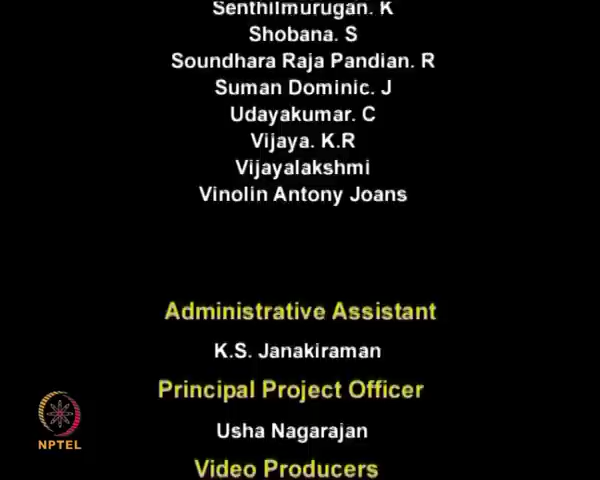 Senthilmurugan. K
Shobana. S
Soundhara Raja Pandian. R
Suman Dominic. J
Udayakumar. C
Vijaya. K.R
Vijayalakshmi
Vinolin Antony Joans
Administrative Assistant
K.S. Janakiraman
Principal Project Officer
Usha Nagarajan
NPTEL
Video Producers